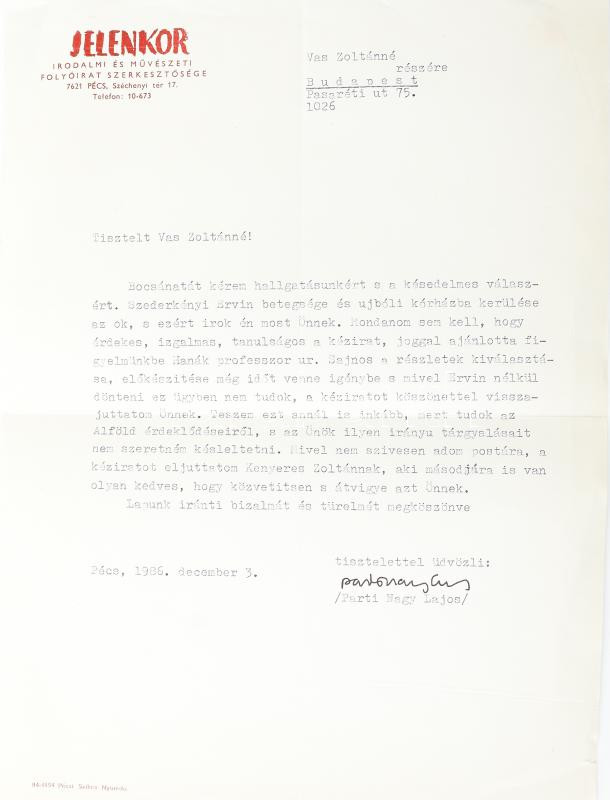 JELENKOR
IRODALMI ÉS MŰVÉSZETI
FOLYÓIRAT SZERKESZTŐSÉGE
7621 PÉCS, Széchenyi tér 17.
Telefon: 10-673
Vas Zoltánné
részére
Budapest
Pasaréti ut 75.
1026
Tisztelt Vas Zoltánné!
Bocsánatát kérem hallgatásunkért s a késedelmes válasz-
ért. Szederkényi Ervin betegsége és ujbóli kórházba kerülése
az ok, s ezért irok én most Önnek. Mondanom sem kell, hogy
érdekes, izgalmas, tanulságos a kézirat, joggal ajánlotta fi-
gyelmünkbe Hanák professzor ur. Sajnos a részletek kiválasztá-
sa, előkészitése még időt venne igénybe s mivel Ervin nélkül
dönteni ez ügyben nem tudok, a kéziratot köszönettel vissza-
juttatom Önnek. Teszem ezt annál is inkább, mert tudok az
Alföld érdeklődéseiről, s az Önök ilyen irányu tárgyalásait
nem szeretném késleltetni. Mivel nem szivesen adom postára, a
kéziratot eljuttatom Kenyeres Zoltánnak, aki másodjára is van
olyan kedves, hogy közvetitsen s átvigye azt Önnek.
Lapunk iránti bizalmát és türelmét megköszönve
tisztelettel üdvözli:
Pécs, 1986. december 3.
/Parti Nagy Lajos/
Pécsi Szikra Nyomda